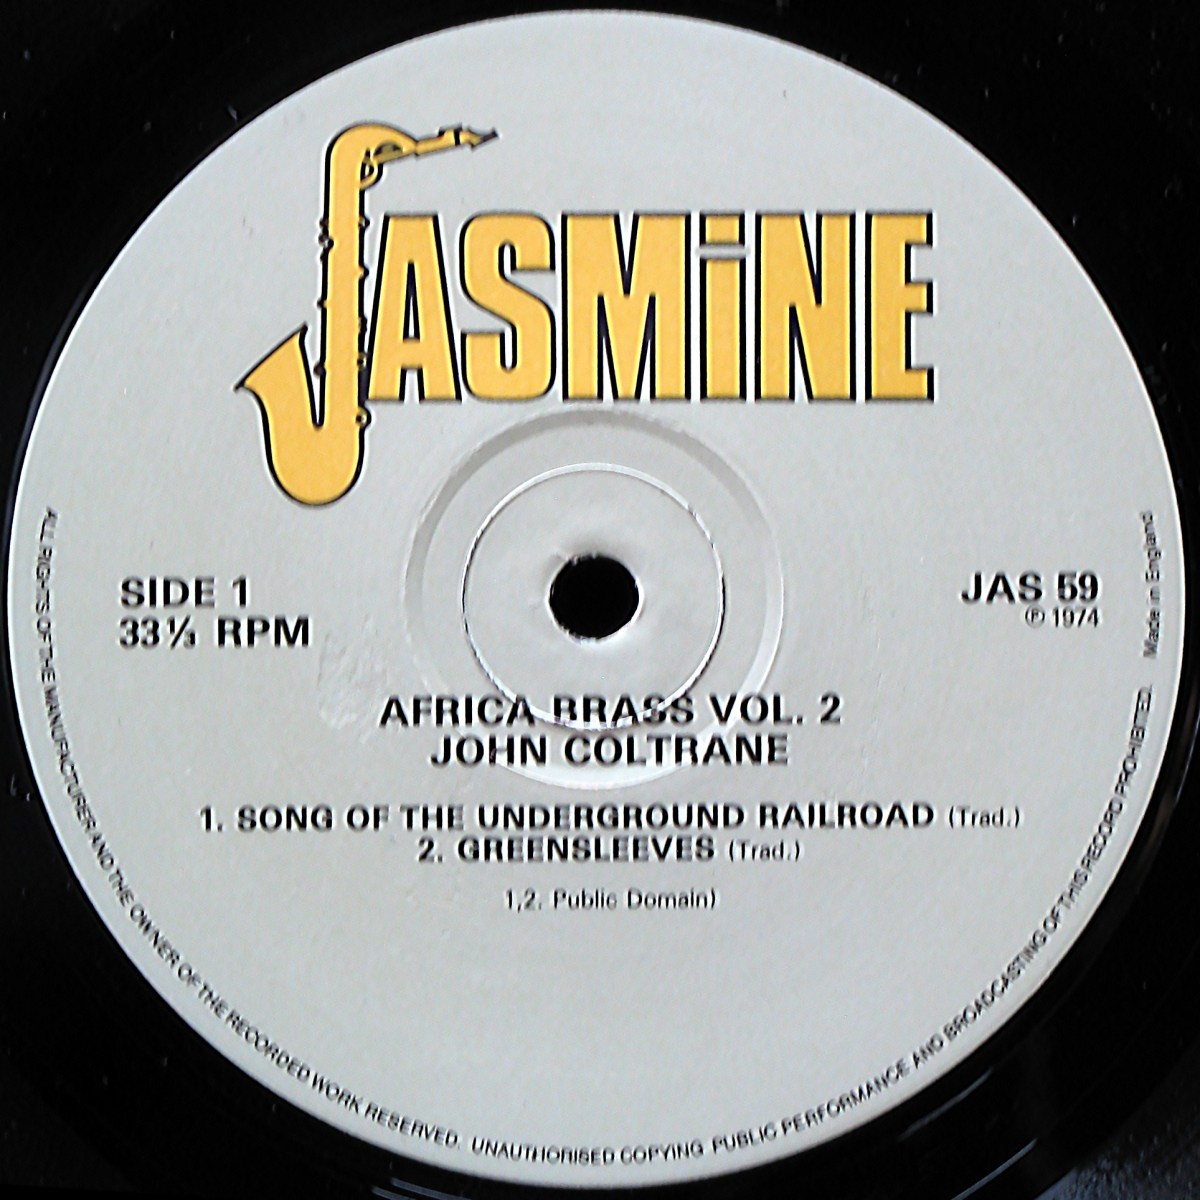 JASMiNE
SIDE 1
33 ⅓ RPM
JAS 59
Ⓟ 1974
AFRICA BRASS VOL. 2
JOHN COLTRANE
1. SONG OF THE UNDERGROUND RAILROAD (Trad.)
2. GREENSLEEVES (Trad.)
1,2. Public Domain)
ALL RIGHTS OF THE MANUFACTURER AND THE OWNER OF THE RECORDED WORK RESERVED. UNAUTHORISED COPYING PUBLIC PERFORMANCE AND BROADCASTING OF THIS RECORD PROHIBITED. Made in England